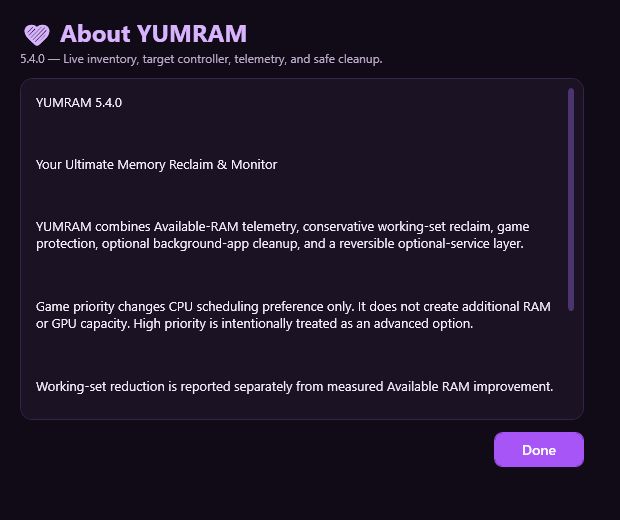 About YUMRAM
5.4.0 — Live inventory, target controller, telemetry, and safe cleanup.
YUMRAM 5.4.0
Your Ultimate Memory Reclaim & Monitor
YUMRAM combines Available-RAM telemetry, conservative working-set reclaim, game
protection, optional background-app cleanup, and a reversible optional-service layer.
Game priority changes CPU scheduling preference only. It does not create additional RAM
or GPU capacity. High priority is intentionally treated as an advanced option.
Working-set reduction is reported separately from measured Available RAM improvement.
Done